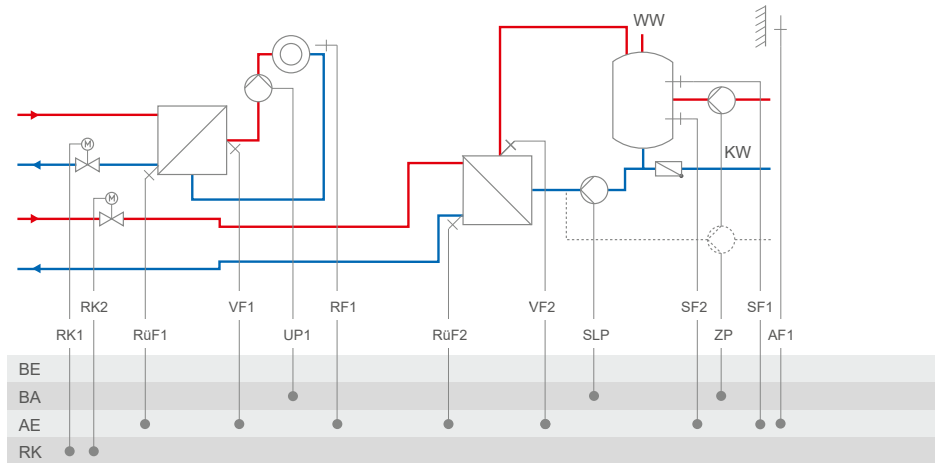 WW
M
KW
M
RK2 VF1 RF1 VF2 SF2 SF1
RK1 RüF1 UP1 RüF2 SLP ZP AF1
BE
BA
AE
RK